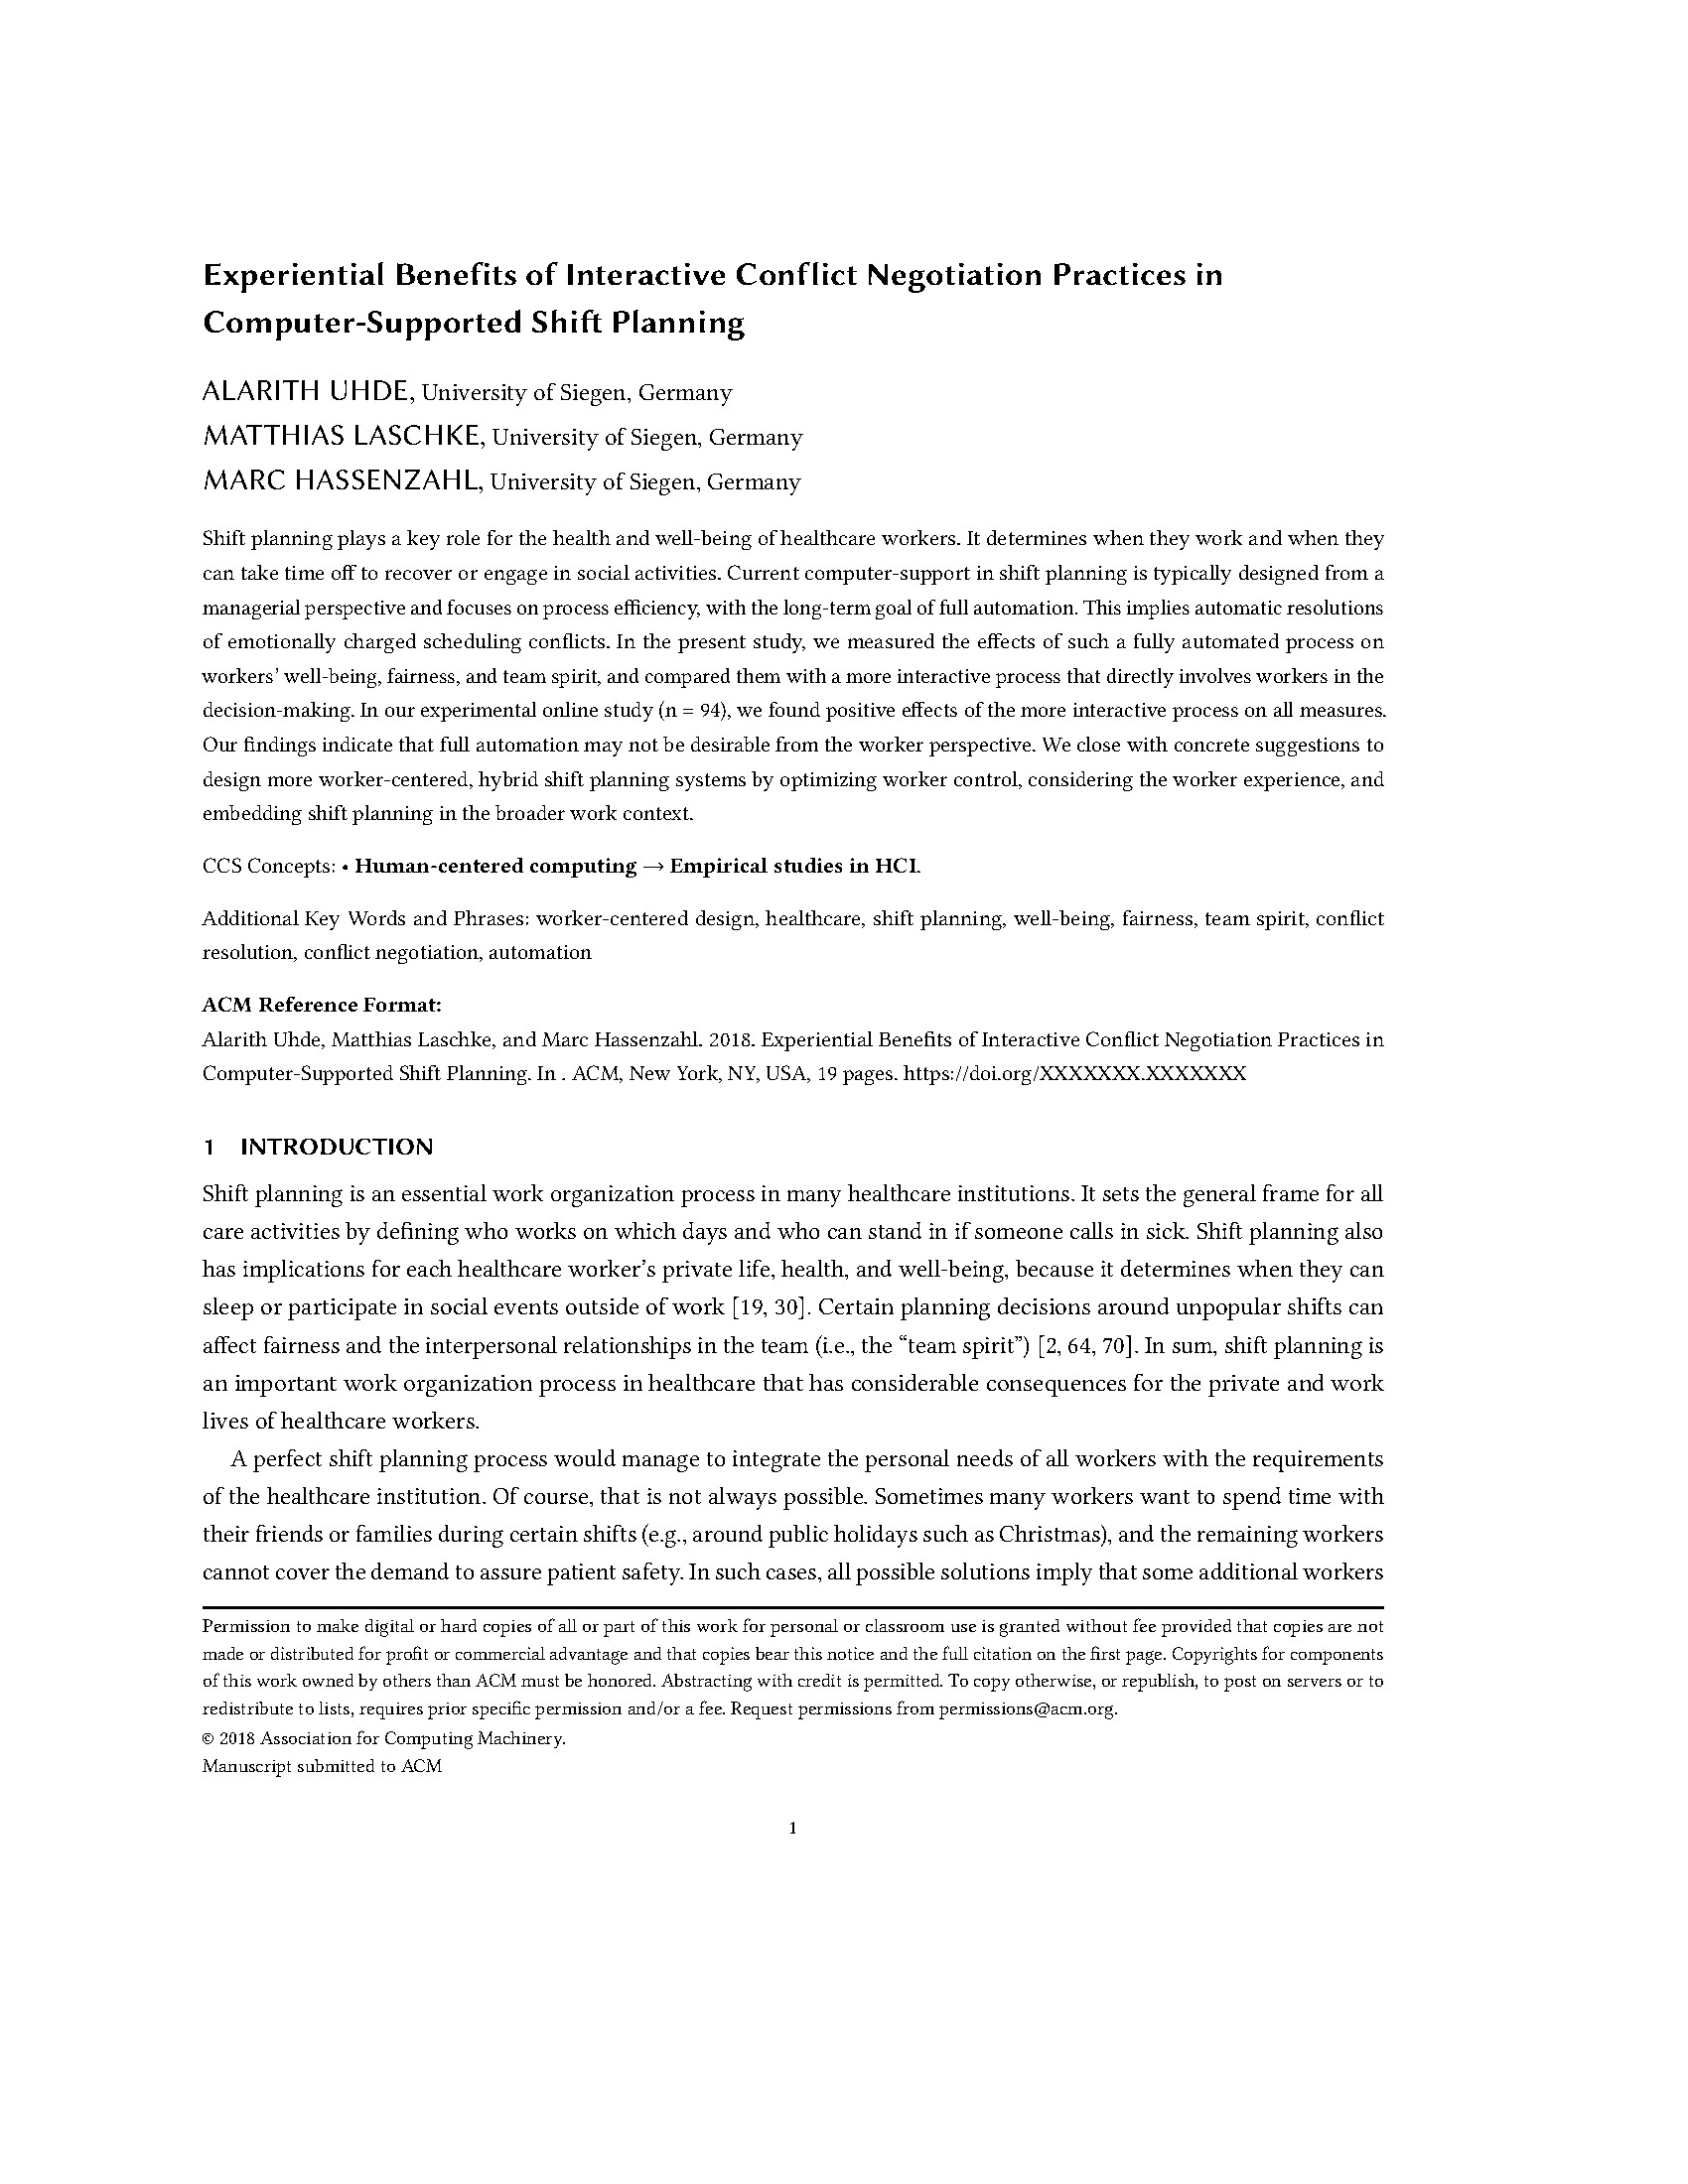 Experiential Benefits of Interactive Conflict Negotiation Practices in
Computer-Supported Shift Planning
ALARITH UHDE, University of Siegen, Germany
MATTHIAS LASCHKE, University of Siegen, Germany
MARC HASSENZAHL, University of Siegen, Germany
Shift planning plays a key role for the health and well-being of healthcare workers. It determines when they work and when they
can take time off to recover or engage in social activities. Current computer-support in shift planning is typically designed from a
managerial perspective and focuses on process efficiency, with the long-term goal of full automation. This implies automatic resolutions
of emotionally charged scheduling conflicts. In the present study, we measured the effects of such a fully automated process on
workers' well-being, fairness, and team spirit, and compared them with a more interactive process that directly involves workers in the
decision-making. In our experimental online study (n = 94), we found positive effects of the more interactive process on all measures.
Our findings indicate that full automation may not be desirable from the worker perspective. We close with concrete suggestions to
design more worker-centered, hybrid shift planning systems by optimizing worker control, considering the worker experience, and
embedding shift planning in the broader work context.
CCS Concepts: • Human-centered computing → Empirical studies in HCI.
Additional Key Words and Phrases: worker-centered design, healthcare, shift planning, well-being, fairness, team spirit, conflict
resolution, conflict negotiation, automation
ACM Reference Format:
Alarith Uhde, Matthias Laschke, and Marc Hassenzahl. 2018. Experiential Benefits of Interactive Conflict Negotiation Practices in
Computer-Supported Shift Planning. In . ACM, New York, NY, USA, 19 pages. https://doi.org/XXXXXXX.XXXXXXX
1 INTRODUCTION
Shift planning is an essential work organization process in many healthcare institutions. It sets the general frame for all
care activities by defining who works on which days and who can stand in if someone calls in sick. Shift planning also
has implications for each healthcare worker's private life, health, and well-being, because it determines when they can
sleep or participate in social events outside of work [19, 30]. Certain planning decisions around unpopular shifts can
affect fairness and the interpersonal relationships in the team (i.e., the “team spirit”) [2, 64, 70]. In sum, shift planning is
an important work organization process in healthcare that has considerable consequences for the private and work
lives of healthcare workers.
A perfect shift planning process would manage to integrate the personal needs of all workers with the requirements
of the healthcare institution. Of course, that is not always possible. Sometimes many workers want to spend time with
their friends or families during certain shifts (e.g., around public holidays such as Christmas), and the remaining workers
cannot cover the demand to assure patient safety. In such cases, all possible solutions imply that some additional workers
Permission to make digital or hard copies of all or part of this work for personal or classroom use is granted without fee provided that copies are not
made or distributed for profit or commercial advantage and that copies bear this notice and the full citation on the first page. Copyrights for components
of this work owned by others than ACM must be honored. Abstracting with credit is permitted. To copy otherwise, or republish, to post on servers or to
redistribute to lists, requires prior specific permission and/or a fee. Request permissions from permissions@acm.org.
© 2018 Association for Computing Machinery.
Manuscript submitted to ACM
1